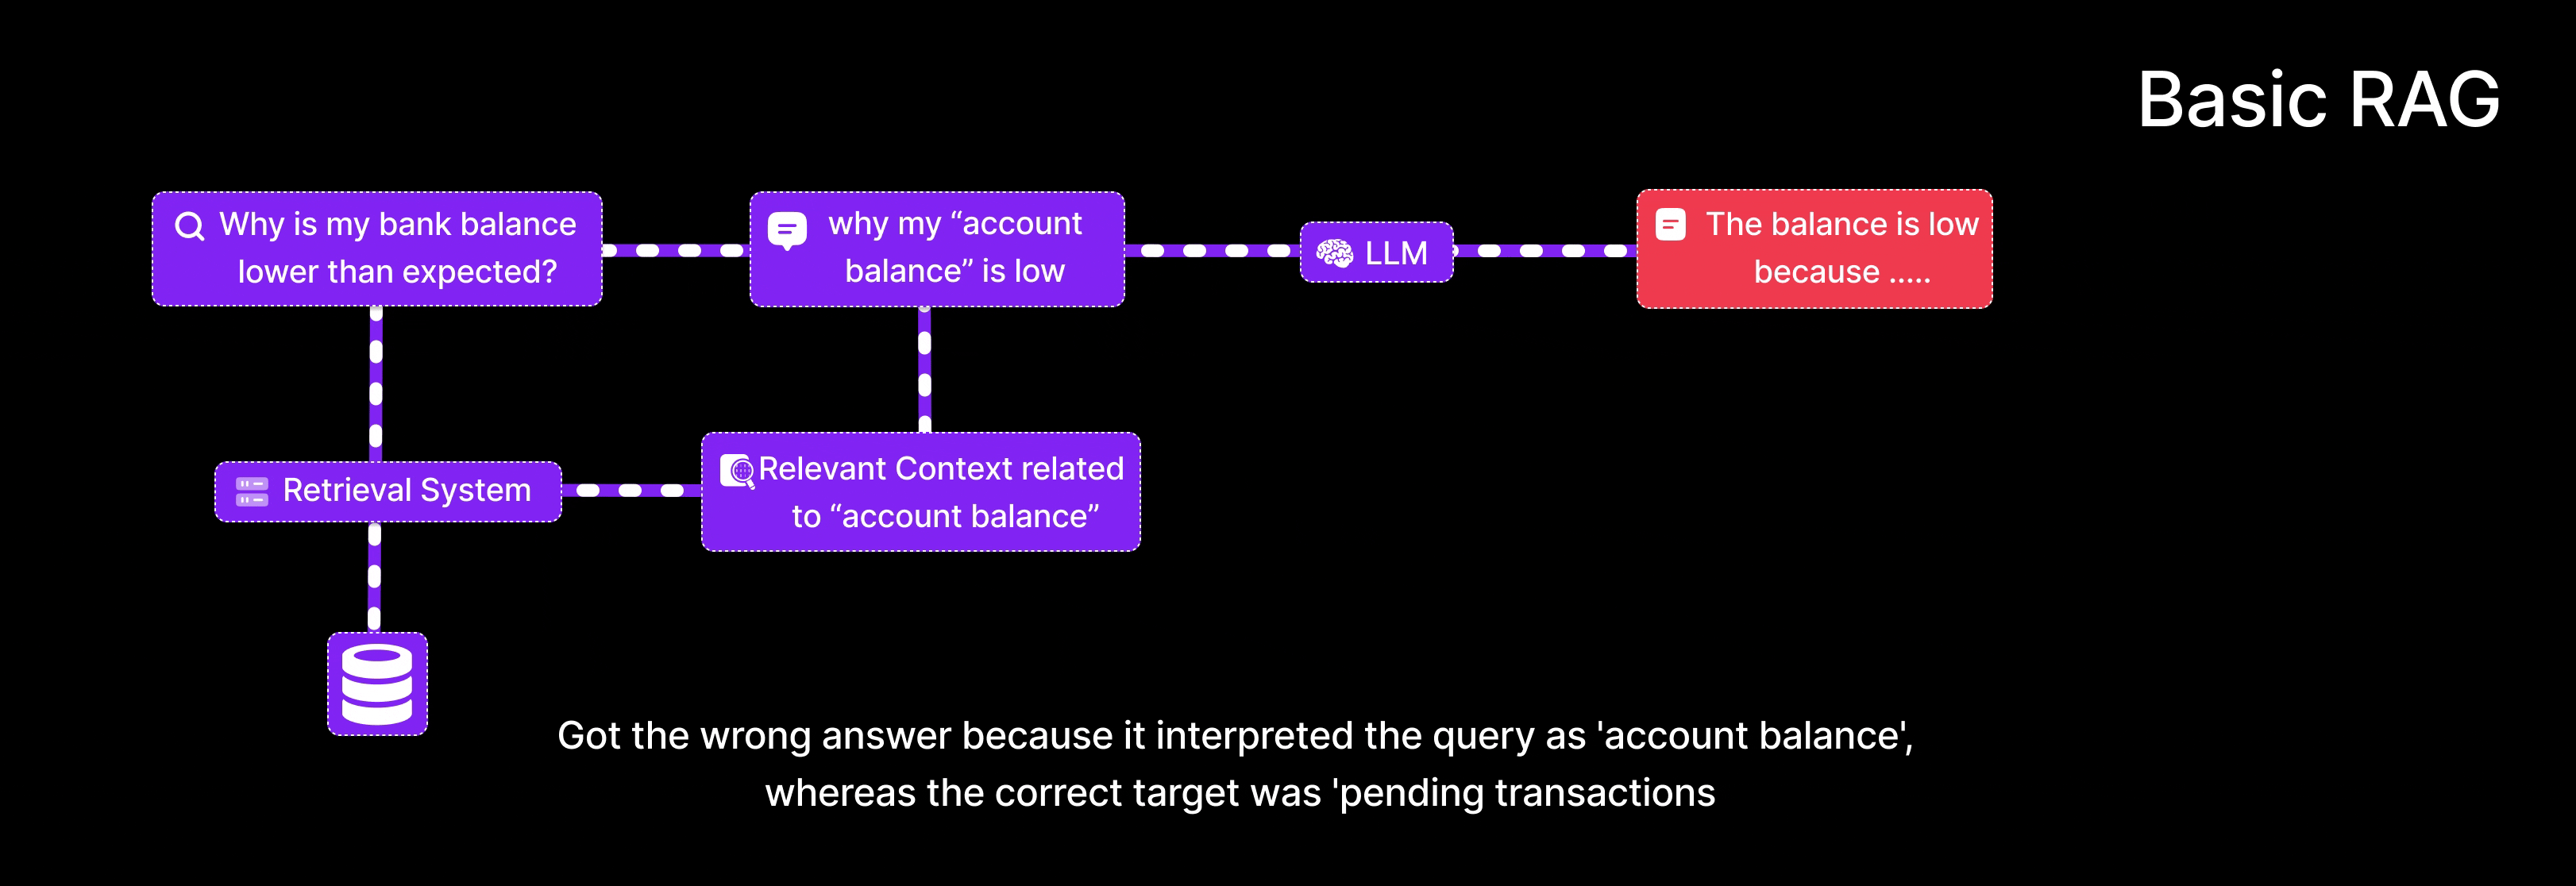 Basic RAG
Why is my bank balance
lower than expected?
why my “account
balance” is low
LLM
The balance is low
because .....
Retrieval System
Relevant Context related
to “account balance”
Got the wrong answer because it interpreted the query as 'account balance',
whereas the correct target was 'pending transactions